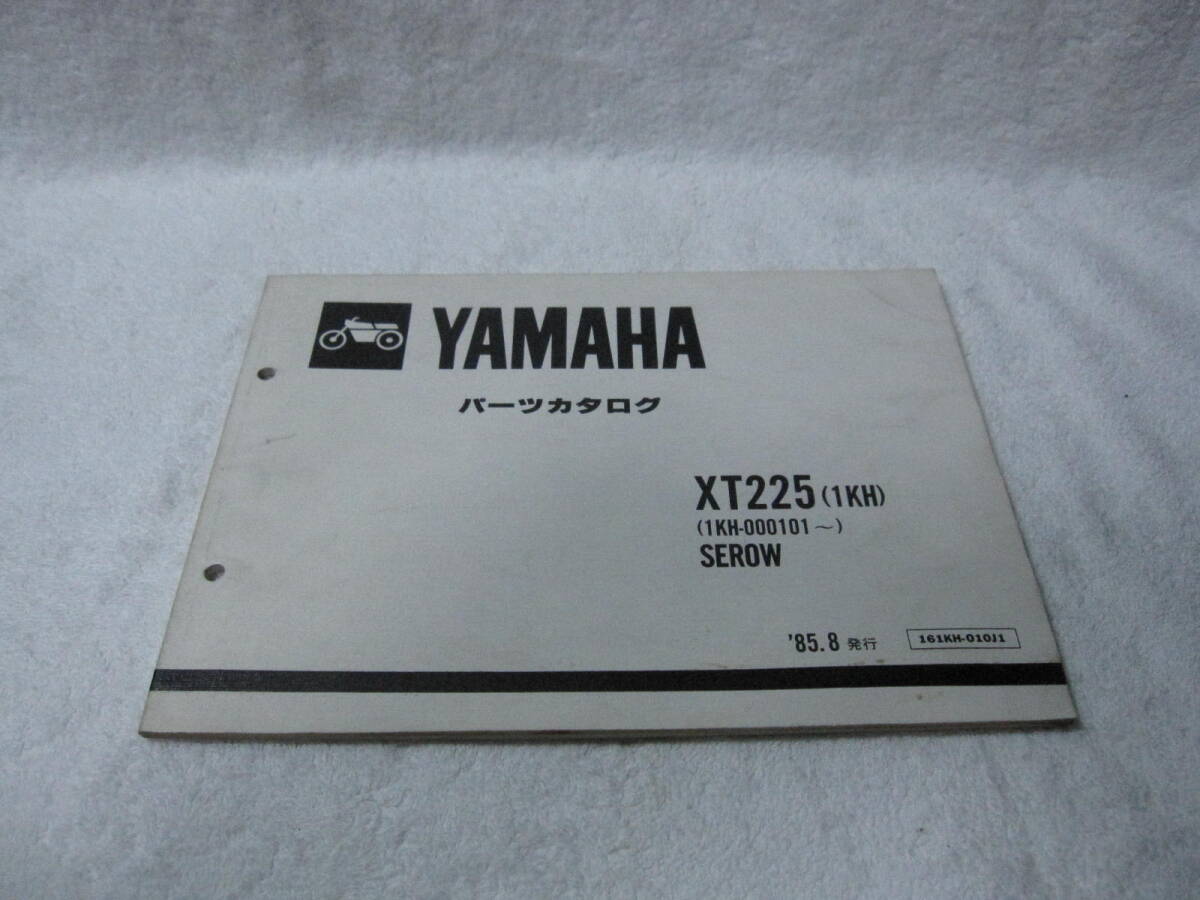 YAMAHA
パーツカタログ
XT225 (1KH)
(1KH-000101～)
SEROW
'85.8 発行
161KH-010J1